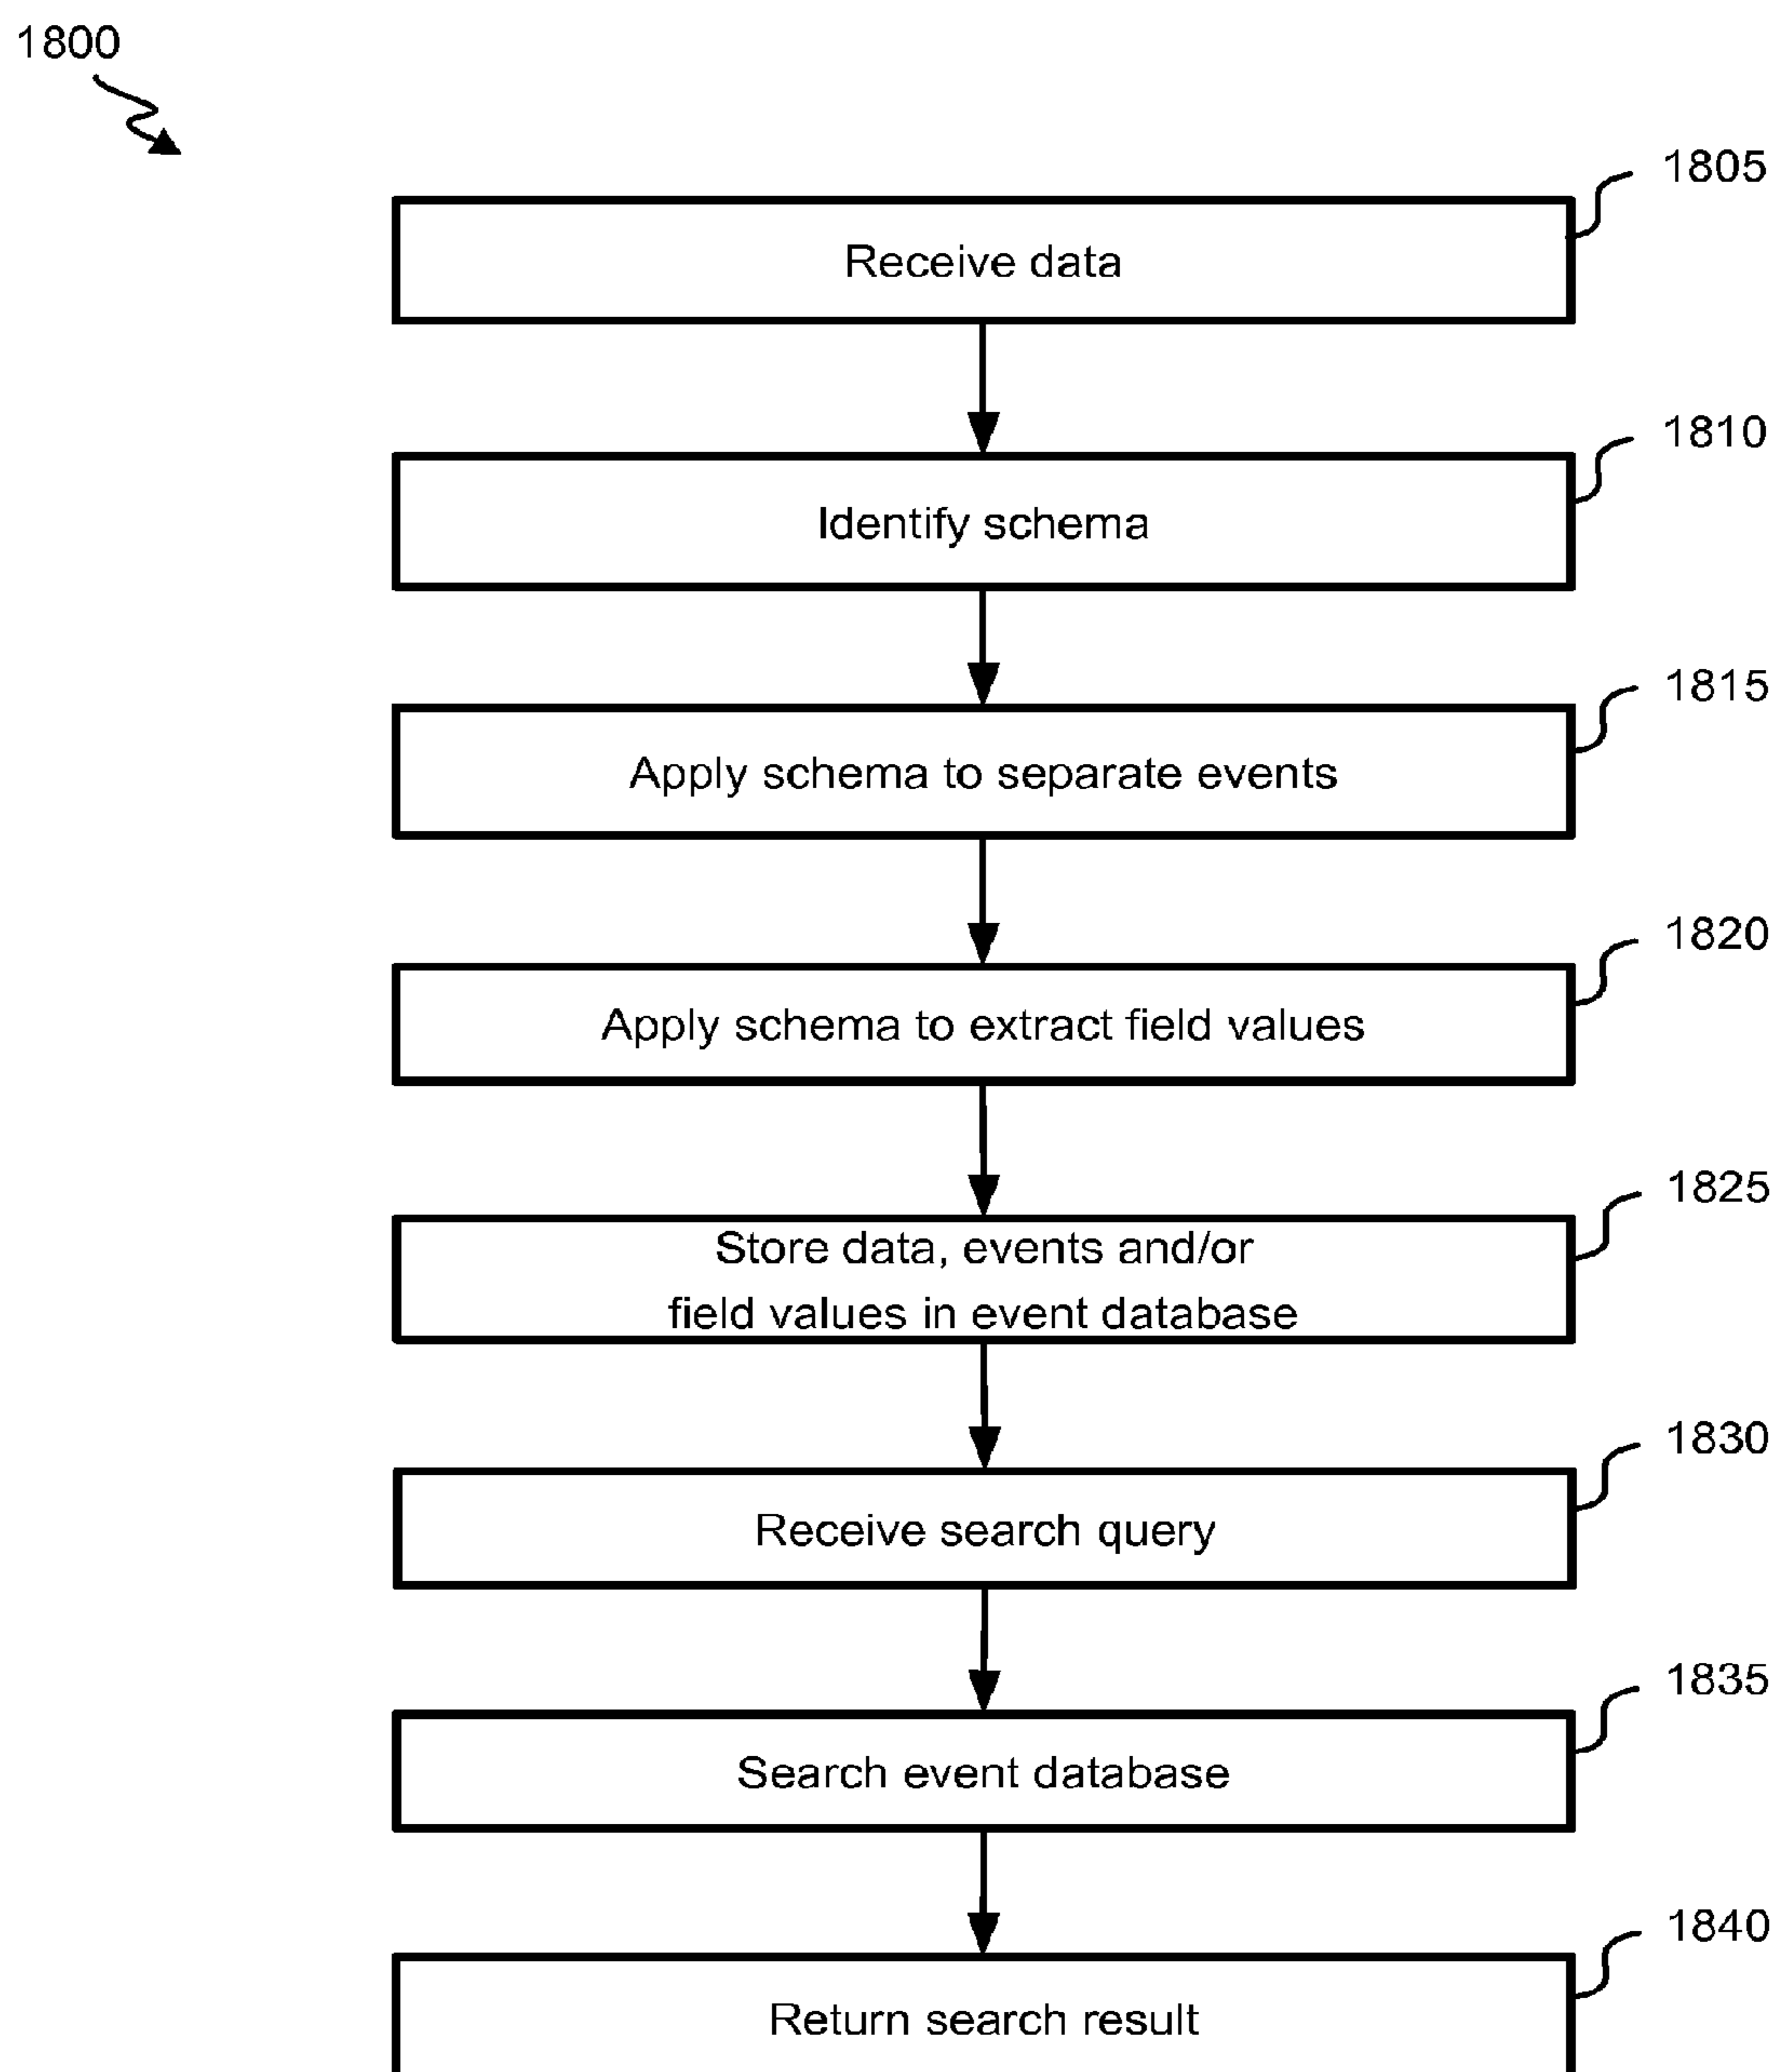 1800
1805
Receive data
1810
Identify schema
1815
Apply schema to separate events
1820
Apply schema to extract field values
1825
Store data, events and/or
field values in event database
1830
Receive search query
1835
Search event database
1840
Return search result